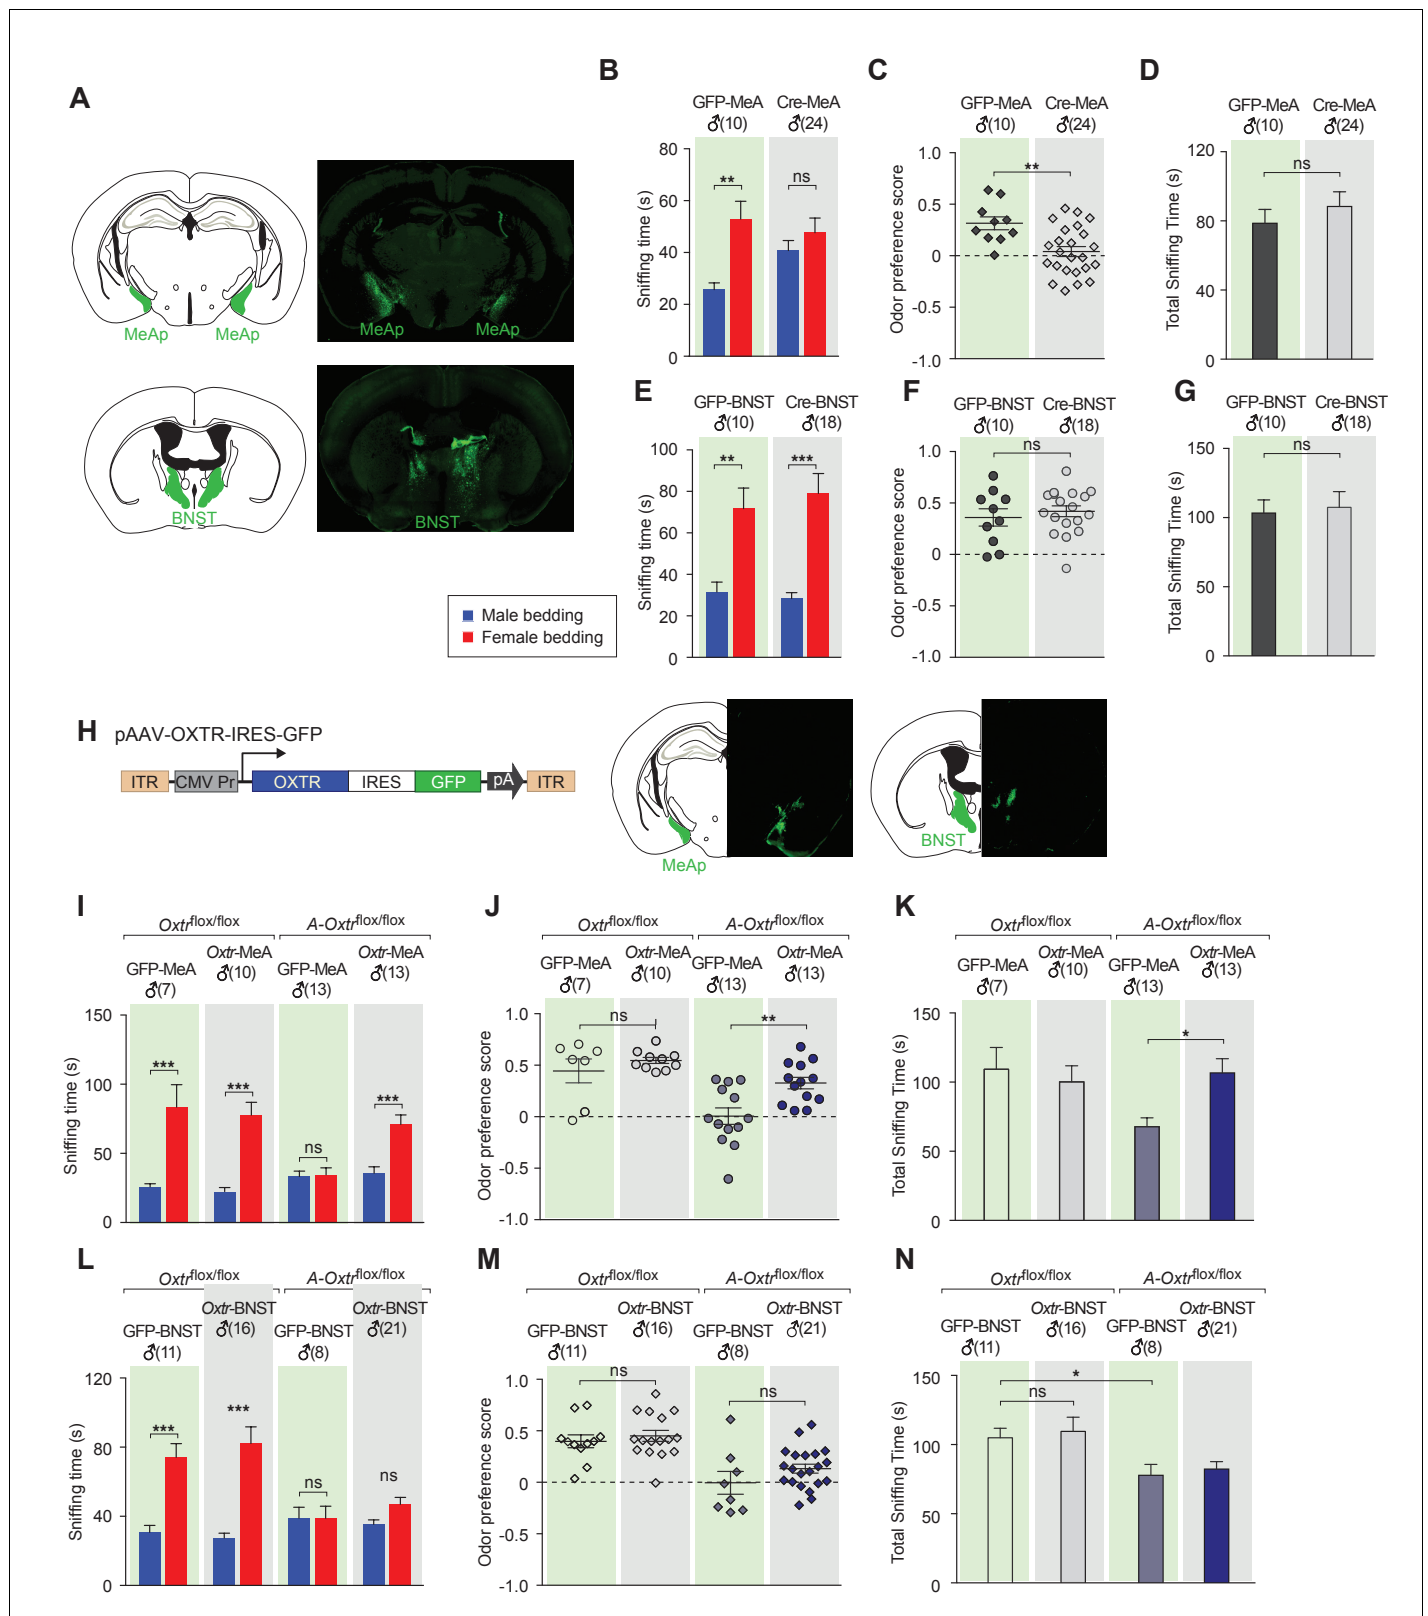 A
MeAp MeAp
MeAp MeAp
BNST
BNST
Male bedding
Female bedding
B
GFP-MeA Cre-MeA
♂(10) ♂(24)
Sniffing time (s)
80
60
40
20
0
** ns
C
GFP-MeA Cre-MeA
♂(10) ♂(24)
Odor preference score
1.0
0.5
0
-0.5
-1.0
**
D
GFP-MeA Cre-MeA
♂(10) ♂(24)
Total Sniffing Time (s)
120
80
40
0
ns
E
GFP-BNST Cre-BNST
♂(10) ♂(18)
Sniffing time (s)
100
80
60
40
20
0
** ***
F
GFP-BNST Cre-BNST
♂(10) ♂(18)
Odor preference score
1.0
0.5
0
-0.5
-1.0
ns
G
GFP-BNST Cre-BNST
♂(10) ♂(18)
Total Sniffing Time (s)
150
100
50
0
ns
H
pAAV-OXTR-IRES-GFP
ITR CMV Pr OXTR IRES GFP pA ITR
MeAp
BNST
I
Oxtrflox/flox A-Oxtrflox/flox
GFP-MeA Oxtr-MeA GFP-MeA Oxtr-MeA
♂(7) ♂(10) ♂(13) ♂(13)
Sniffing time (s)
150
100
50
0
*** *** ns ***
J
Oxtrflox/flox A-Oxtrflox/flox
GFP-MeA Oxtr-MeA GFP-MeA Oxtr-MeA
♂(7) ♂(10) ♂(13) ♂(13)
Odor preference score
1.0
0.5
0
-0.5
-1.0
ns **
K
Oxtrflox/flox A-Oxtrflox/flox
GFP-MeA Oxtr-MeA GFP-MeA Oxtr-MeA
♂(7) ♂(10) ♂(13) ♂(13)
Total Sniffing Time (s)
150
100
50
0
*
L
Oxtrflox/flox A-Oxtrflox/flox
GFP-BNST Oxtr-BNST GFP-BNST Oxtr-BNST
♂(11) ♂(16) ♂(8) ♂(21)
Sniffing time (s)
120
80
40
0
*** *** ns ns
M
Oxtrflox/flox A-Oxtrflox/flox
GFP-BNST Oxtr-BNST GFP-BNST Oxtr-BNST
♂(11) ♂(16) ♂(8) ♂(21)
Odor preference score
1.0
0.5
0
-0.5
-1.0
ns ns
N
Oxtrflox/flox A-Oxtrflox/flox
GFP-BNST Oxtr-BNST GFP-BNST Oxtr-BNST
♂(11) ♂(16) ♂(8) ♂(21)
Total Sniffing Time (s)
150
100
50
0
*
ns